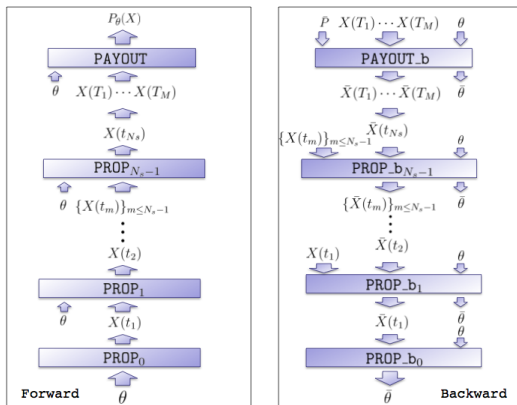 P_θ(X)
PAYOUT
θ X(T_1) ⋯ X(T_M)
X(t_{N_s})
PROP_{N_s−1}
θ {X(t_m)}_{m≤N_s−1}
⋮
X(t_2)
PROP_1
θ X(t_1)
PROP_0
Forward θ
P̄ X(T_1) ⋯ X(T_M) θ
PAYOUT_b
X̄(T_1) ⋯ X̄(T_M) θ̄
X̄(t_{N_s})
{X(t_m)}_{m≤N_s−1} θ
PROP_b_{N_s−1}
{X̄(t_m)}_{m≤N_s−1} θ̄
⋮
X̄(t_2)
X(t_1) θ
PROP_b_1
X̄(t_1) θ̄
θ
PROP_b_0
θ̄ Backward